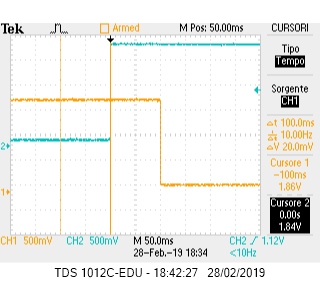 Tek Armed M Pos: 50.00ms CURSORI
Tipo
Tempo
Sorgente
CH1
Δt 100.0ms
1/Δt 10.00Hz
ΔV 20.0mV
Cursore 1
-100ms
1.86V
Cursore 2
0.00s
1.84V
2
1
CH1 500mV CH2 500mV M 50.0ms CH2 / 1.12V
28-Feb.-19 18:34 <10Hz
TDS 1012C-EDU - 18:42:27 28/02/2019